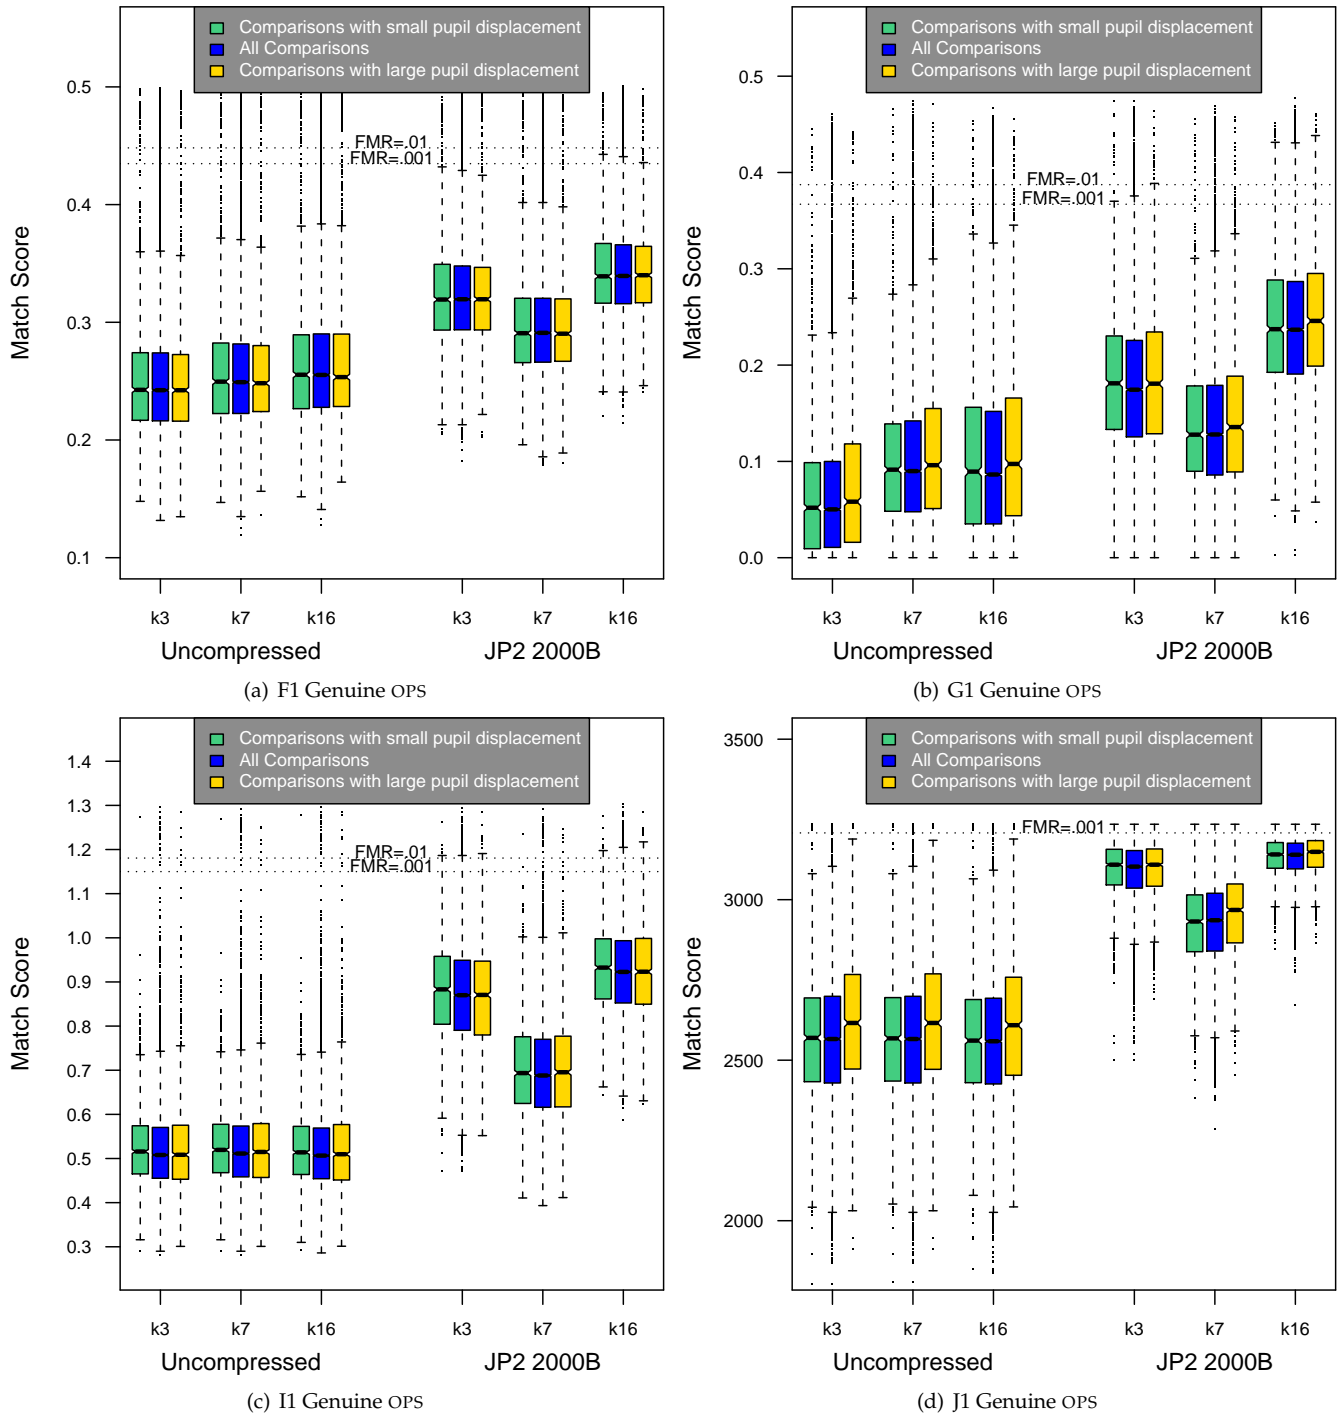 Comparisons with small pupil displacement
All Comparisons
Comparisons with large pupil displacement
0.5
0.4
0.3
0.2
0.1
Match Score
FMR=.01
FMR=.001
k3 k7 k16 k3 k7 k16
Uncompressed JP2 2000B
(a) F1 Genuine OPS
Comparisons with small pupil displacement
All Comparisons
Comparisons with large pupil displacement
0.5
0.4
0.3
0.2
0.1
0.0
Match Score
FMR=.01
FMR=.001
k3 k7 k16 k3 k7 k16
Uncompressed JP2 2000B
(b) G1 Genuine OPS
Comparisons with small pupil displacement
All Comparisons
Comparisons with large pupil displacement
1.4
1.3
1.2
1.1
1.0
0.9
0.8
0.7
0.6
0.5
0.4
0.3
Match Score
FMR=.01
FMR=.001
k3 k7 k16 k3 k7 k16
Uncompressed JP2 2000B
(c) I1 Genuine OPS
Comparisons with small pupil displacement
All Comparisons
Comparisons with large pupil displacement
3500
3000
2500
2000
Match Score
FMR=.001
k3 k7 k16 k3 k7 k16
Uncompressed JP2 2000B
(d) J1 Genuine OPS